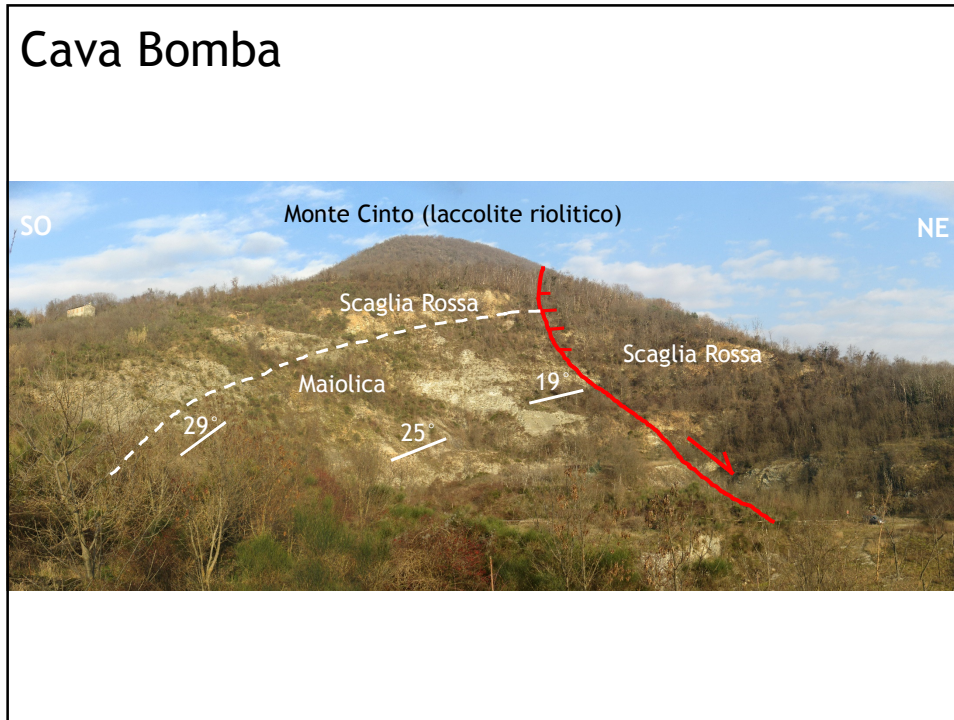 Cava Bomba
SO
Monte Cinto (laccolite riolitico)
NE
Scaglia Rossa
Scaglia Rossa
Maiolica
19°
29°
25°